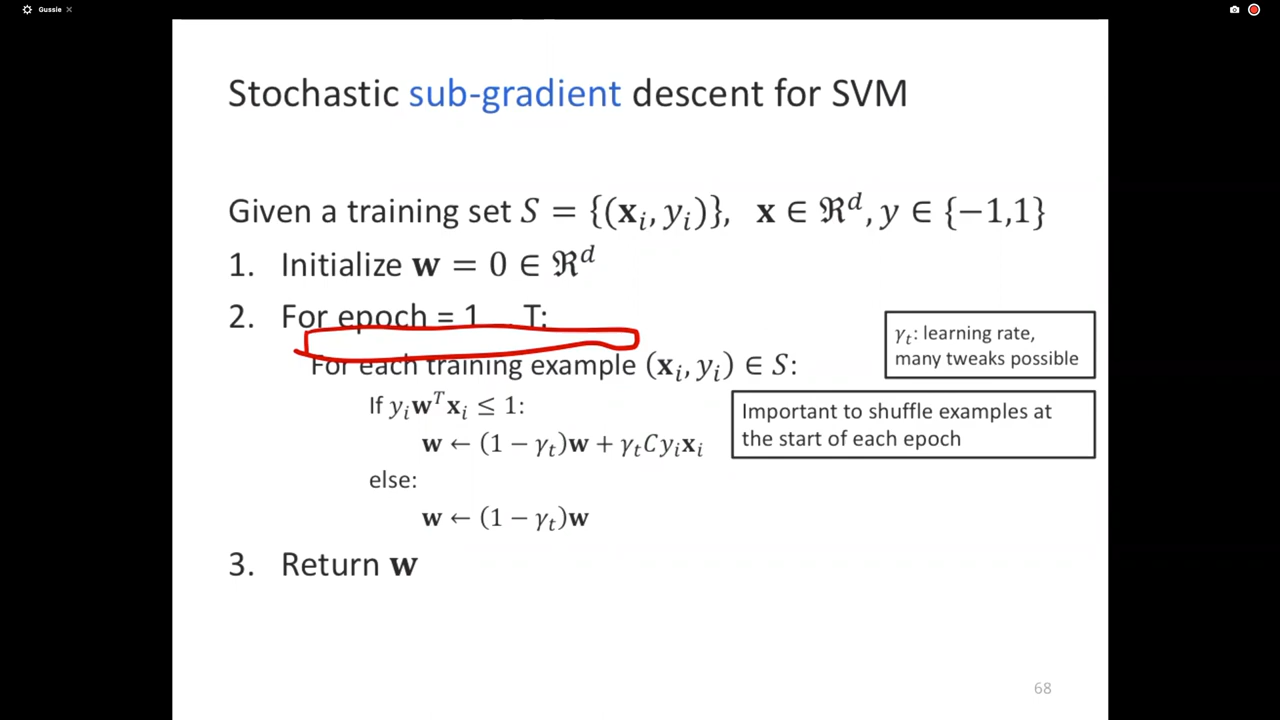 Gussie ×
Stochastic sub-gradient descent for SVM
Given a training set S = {(𝐱ᵢ, yᵢ)}, 𝐱 ∈ ℜᵈ, y ∈ {−1,1}
1. Initialize 𝐰 = 0 ∈ ℜᵈ
2. For epoch = 1 T:
For each training example (𝐱ᵢ, yᵢ) ∈ S:
If yᵢ𝐰ᵀ𝐱ᵢ ≤ 1:
𝐰 ← (1 − γₜ)𝐰 + γₜCyᵢ𝐱ᵢ
else:
𝐰 ← (1 − γₜ)𝐰
3. Return 𝐰
γₜ: learning rate,
many tweaks possible
Important to shuffle examples at
the start of each epoch
68